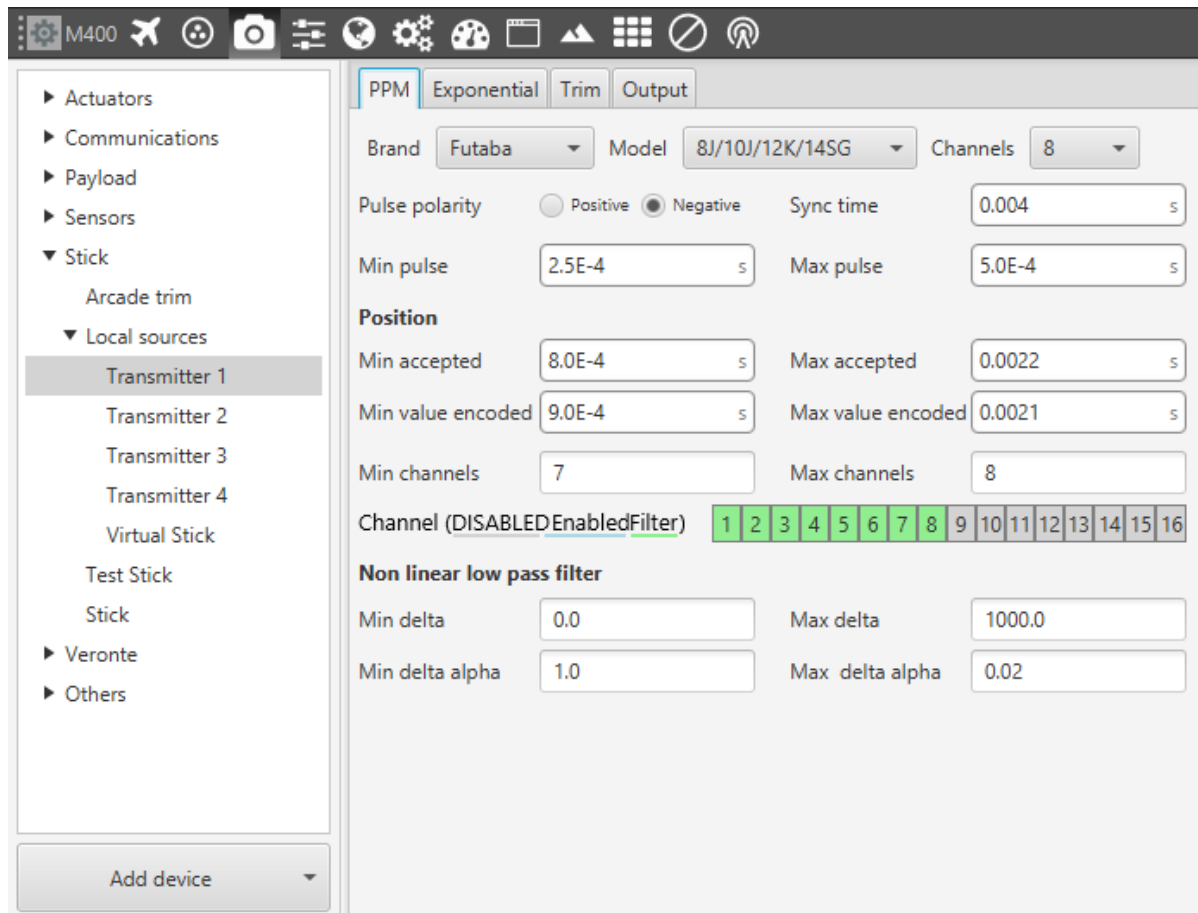 M400
Actuators
Communications
Payload
Sensors
Stick
Arcade trim
Local sources
Transmitter 1
Transmitter 2
Transmitter 3
Transmitter 4
Virtual Stick
Test Stick
Stick
Veronte
Others
Add device
PPM Exponential Trim Output
Brand Futaba Model 8J/10J/12K/14SG Channels 8
Pulse polarity Positive Negative Sync time 0.004 s
Min pulse 2.5E-4 s Max pulse 5.0E-4 s
Position
Min accepted 8.0E-4 s Max accepted 0.0022 s
Min value encoded 9.0E-4 s Max value encoded 0.0021 s
Min channels 7 Max channels 8
Channel (DISABLEDEnabledFilter) 1 2 3 4 5 6 7 8 9 10 11 12 13 14 15 16
Non linear low pass filter
Min delta 0.0 Max delta 1000.0
Min delta alpha 1.0 Max delta alpha 0.02